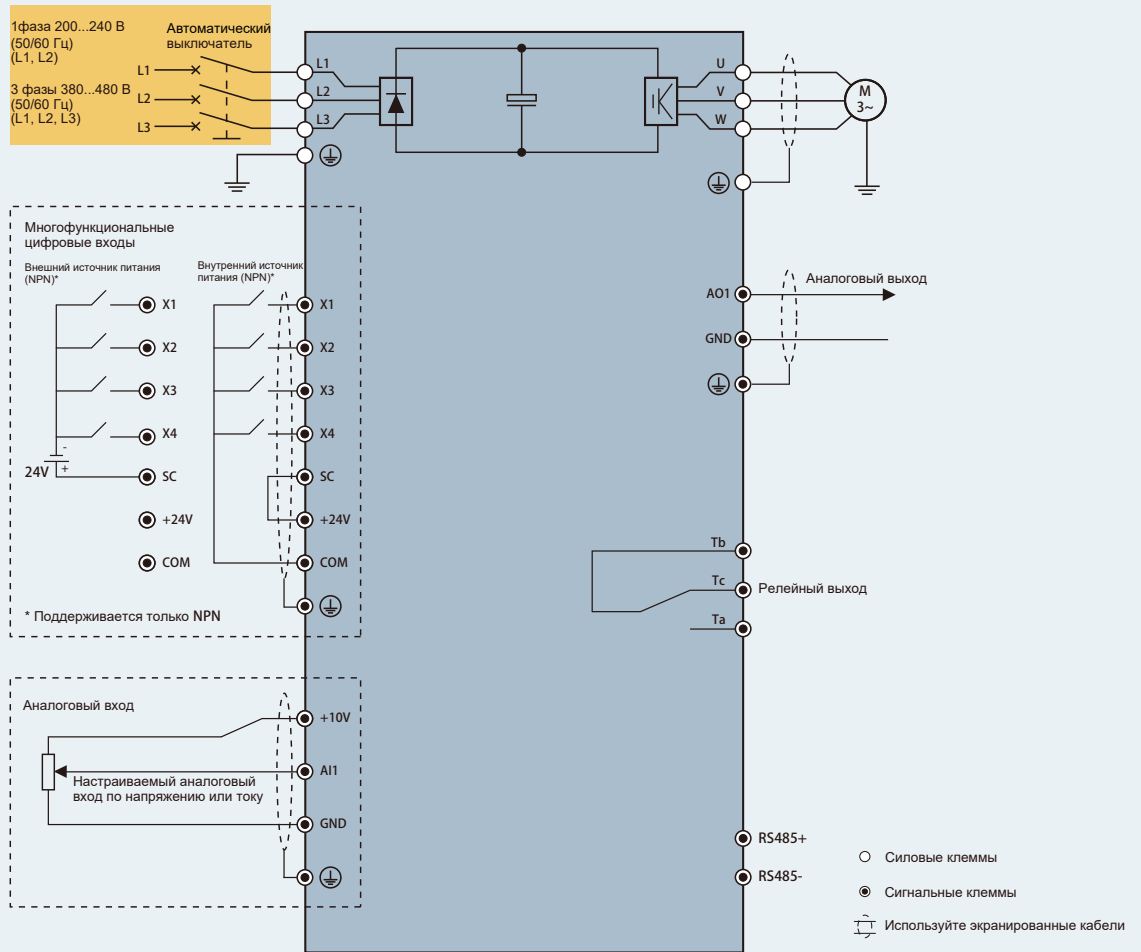 1фаза 200...240 В
(50/60 Гц)
(L1, L2)
3 фазы 380...480 В
(50/60 Гц)
(L1, L2, L3)
Автоматический
выключатель
L1
L2
L3
L1
L2
L3
U
V
W
M
3~
Многофункциональные
цифровые входы
Внешний источник питания
(NPN)*
X1
X2
X3
X4
-
+
24V
SC
+24V
COM
Внутренний источник
питания (NPN)*
X1
X2
X3
X4
SC
+24V
COM
* Поддерживается только NPN
Аналоговый вход
+10V
AI1
Настраиваемый аналоговый
вход по напряжению или току
GND
AO1
Аналоговый выход
GND
Tb
Tc
Релейный выход
Ta
RS485+
RS485-
Силовые клеммы
Сигнальные клеммы
Используйте экранированные кабели